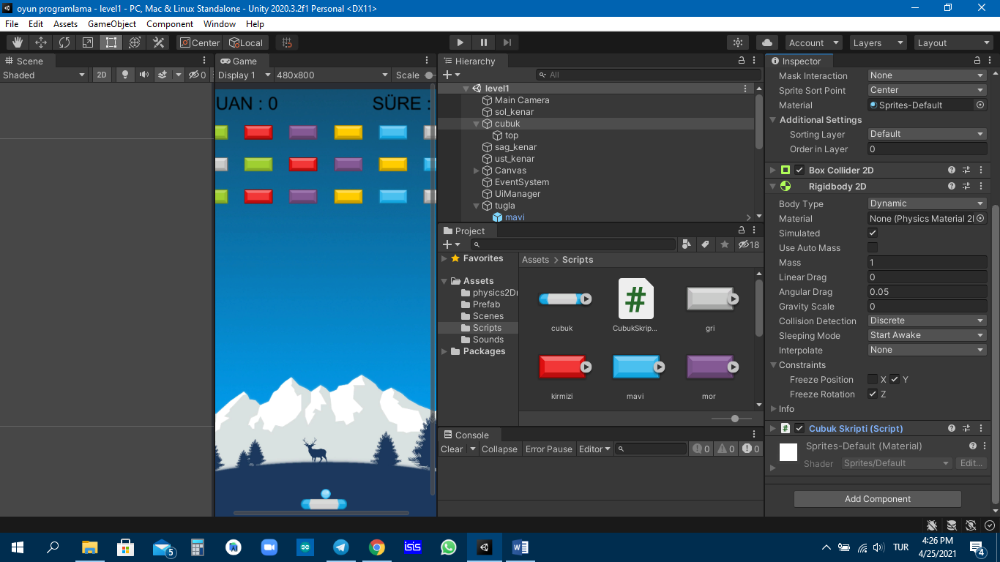 oyun programlama - level1 - PC, Mac & Linux Standalone - Unity 2020.3.2f1 Personal <DX11>
File Edit Assets GameObject Component Window Help
Center Local Account Layers Layout
Scene
Shaded 2D 0
Game
Display 1 480x800 Scale
UAN : 0 SÜRE :
Hierarchy
All
level1
Main Camera
sol_kenar
cubuk
top
sag_kenar
ust_kenar
Canvas
EventSystem
UiManager
tugla
mavi
Project
18
Favorites
Assets
physics2Dr
Prefab
Scenes
Scripts
Sounds
Packages
Assets > Scripts
cubuk CubukSkrip... gri
kirmizi mavi mor
Console
Clear Collapse Error Pause Editor 0 0 0
Inspector
Mask Interaction None
Sprite Sort Point Center
Material Sprites-Default
Additional Settings
Sorting Layer Default
Order in Layer 0
Box Collider 2D
Rigidbody 2D
Body Type Dynamic
Material None (Physics Material 2I
Simulated
Use Auto Mass
Mass 1
Linear Drag 0
Angular Drag 0.05
Gravity Scale 0
Collision Detection Discrete
Sleeping Mode Start Awake
Interpolate None
Constraints
Freeze Position X Y
Freeze Rotation Z
Info
# Cubuk Skripti (Script)
Sprites-Default (Material)
Shader Sprites/Default Edit...
Add Component
5 isis W TUR 4:26 PM
4/25/2021 4